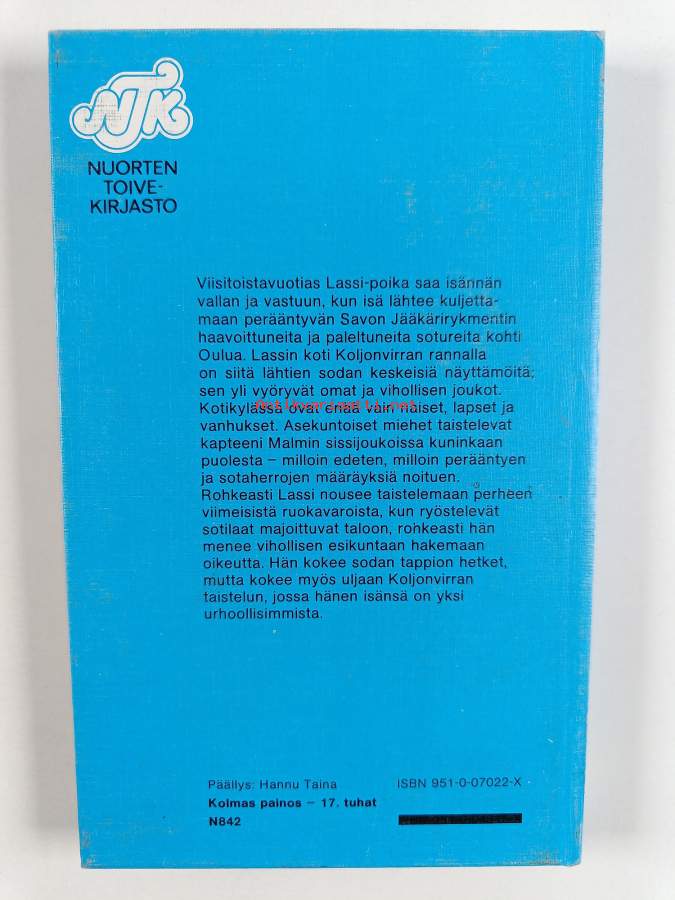 NTK
NUORTEN
TOIVE-
KIRJASTO
Viisitoistavuotias Lassi-poika saa isännän
vallan ja vastuun, kun isä lähtee kuljetta-
maan perääntyvän Savon Jääkärirykmentin
haavoittuneita ja paleltuneita sotureita kohti
Oulua. Lassin koti Koljonvirran rannalla
on siitä lähtien sodan keskeisiä näyttämöitä;
sen yli vyöryvät omat ja vihollisen joukot.
Antikvariaatti.net
Kotikylässä ovat enää vain naiset, lapset ja
vanhukset. Asekuntoiset miehet taistelevat
kapteeni Malmin sissijoukoissa kuninkaan
puolesta – milloin edeten, milloin perääntyen
ja sotaherrojen määräyksiä noituen.
Rohkeasti Lassi nousee taistelemaan perheen
viimeisistä ruokavaroista, kun ryöstelevät
sotilaat majoittuvat taloon, rohkeasti hän
menee vihollisen esikuntaan hakemaan
oikeutta. Hän kokee sodan tappion hetket,
mutta kokee myös uljaan Koljonvirran
taistelun, jossa hänen isänsä on yksi
urhoollisimmista.
Päällys: Hannu Taina
ISBN 951-0-07022-X
Kolmas painos – 17. tuhat
N842